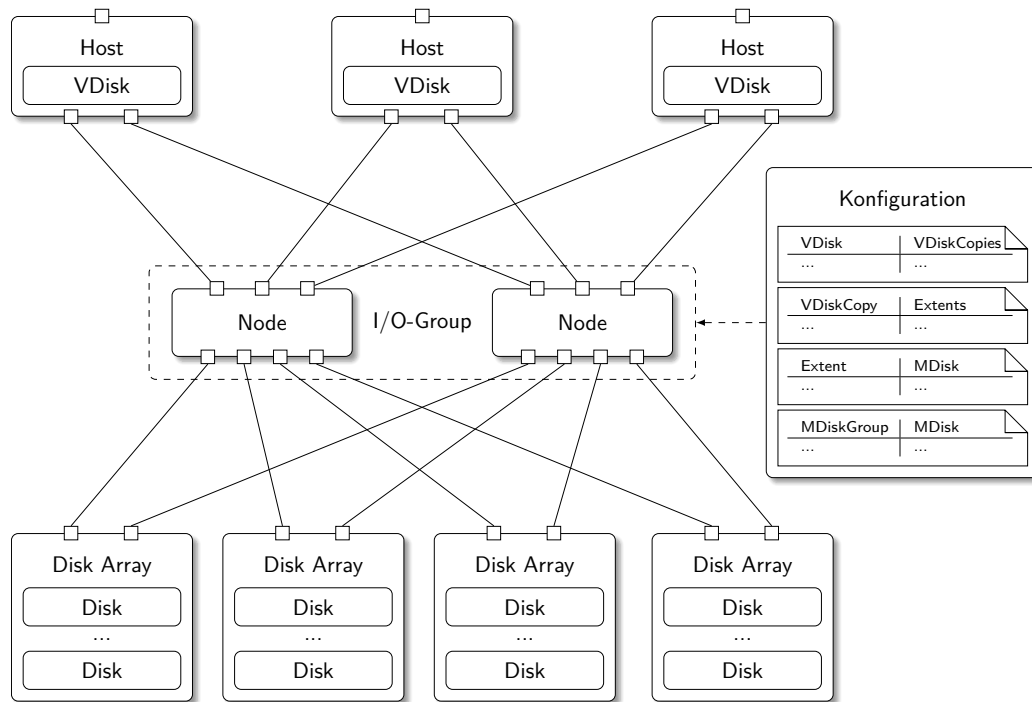 Host Host Host
VDisk VDisk VDisk
Konfiguration
VDisk VDiskCopies
... ...
VDiskCopy Extents
... ...
Extent MDisk
... ...
MDiskGroup MDisk
... ...
Node I/O-Group Node
Disk Array Disk Array Disk Array Disk Array
Disk Disk Disk Disk
... ... ... ...
Disk Disk Disk Disk